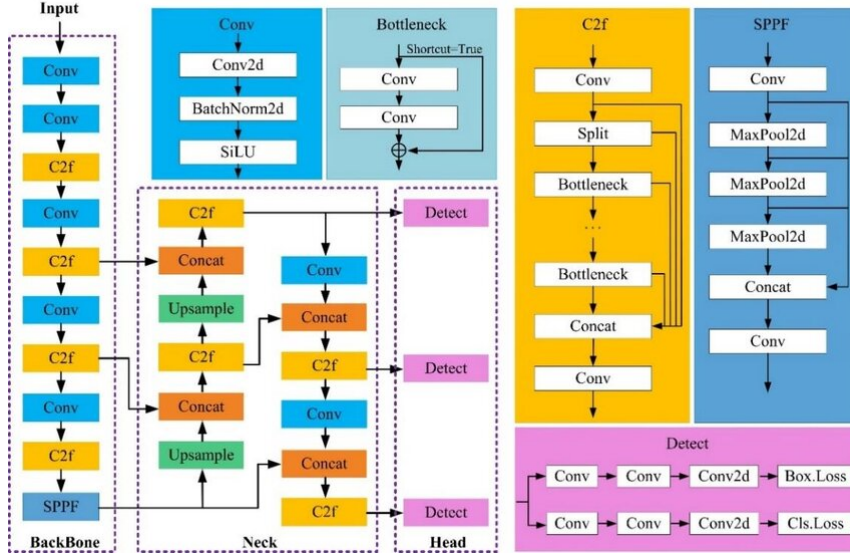 Input
Conv
Conv
C2f
Conv
C2f
Conv
C2f
Conv
C2f
SPPF
BackBone
Conv
Conv2d
BatchNorm2d
SiLU
Bottleneck
Shortcut=True
Conv
Conv
C2f
Concat
Upsample
C2f
Concat
Upsample
Conv
Concat
C2f
Conv
Concat
C2f
Neck
Detect
Detect
Detect
Head
C2f
Conv
Split
Bottleneck
...
Bottleneck
Concat
Conv
SPPF
Conv
MaxPool2d
MaxPool2d
MaxPool2d
Concat
Conv
Detect
Conv Conv Conv2d Box.Loss
Conv Conv Conv2d Cls.Loss